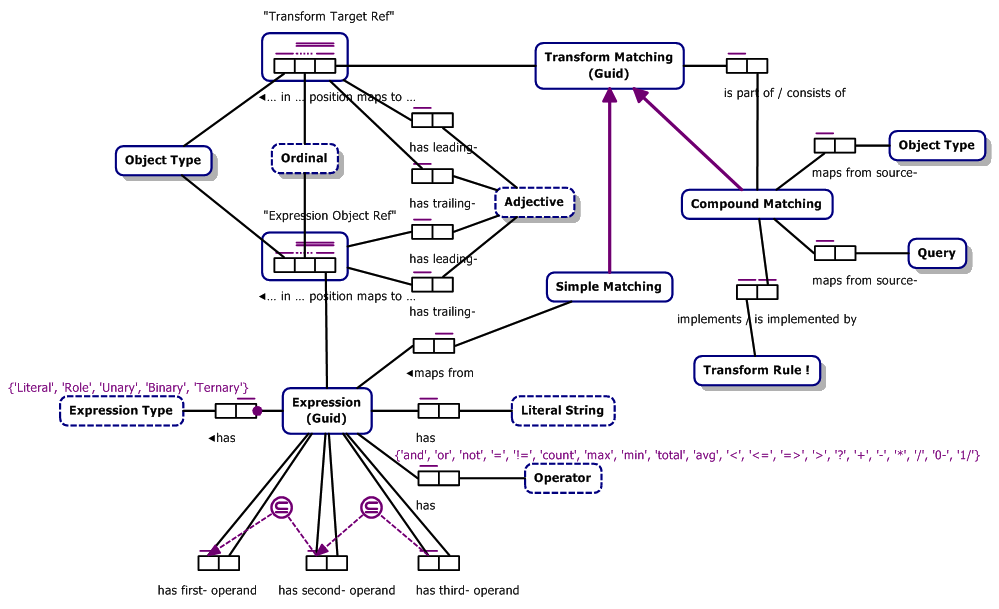 "Transform Target Ref"
Transform Matching
(Guid)
◄... in ... position maps to ...
is part of / consists of
has leading-
Object Type
Ordinal
Object Type
maps from source-
has trailing-
Adjective
Compound Matching
"Expression Object Ref"
has leading-
Query
maps from source-
Simple Matching
◄... in ... position maps to ...
has trailing-
implements / is implemented by
◄maps from
Transform Rule !
{'Literal', 'Role', 'Unary', 'Binary', 'Ternary'}
Expression Type
Expression
(Guid)
Literal String
◄has
has
{'and', 'or', 'not', '=', '!=', 'count', 'max', 'min', 'total', 'avg', '<', '<=', '=>', '>', '?', '+', '-', '*', '/', '0-', '1/'}
Operator
has
⊆
⊆
has first- operand
has second- operand
has third- operand